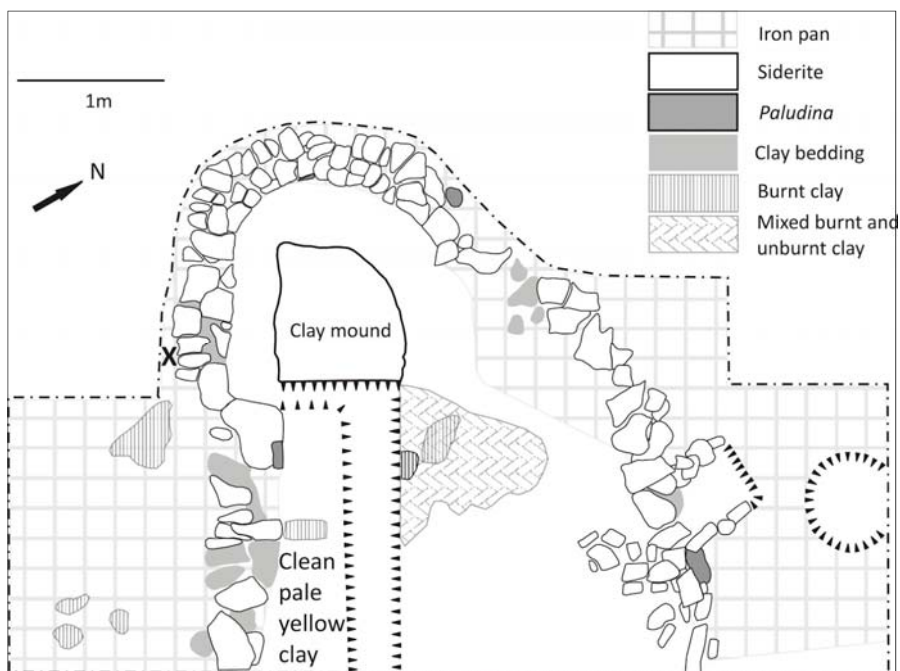 1m
N
Iron pan
Siderite
Paludina
Clay bedding
Burnt clay
Mixed burnt and
unburnt clay
Clay mound
X
Clean
pale
yellow
clay